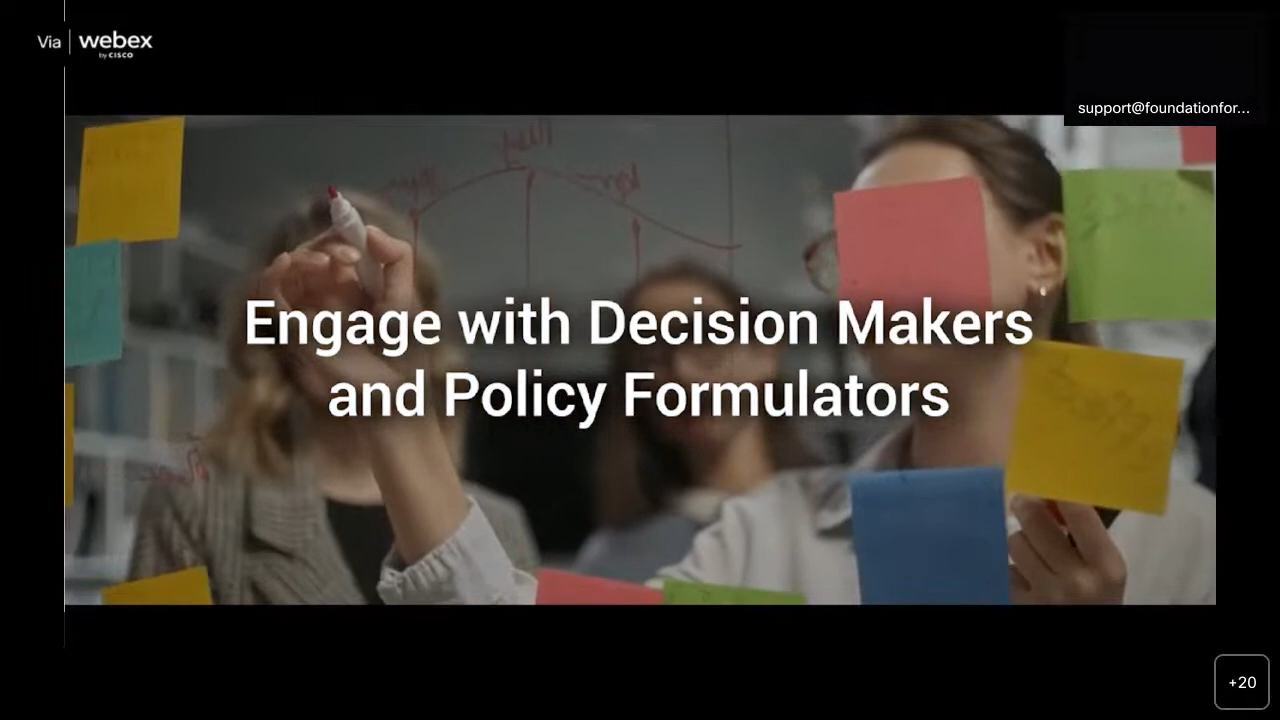 Via webex
by CISCO
support@foundationfor...
Engage with Decision Makers
and Policy Formulators
+20